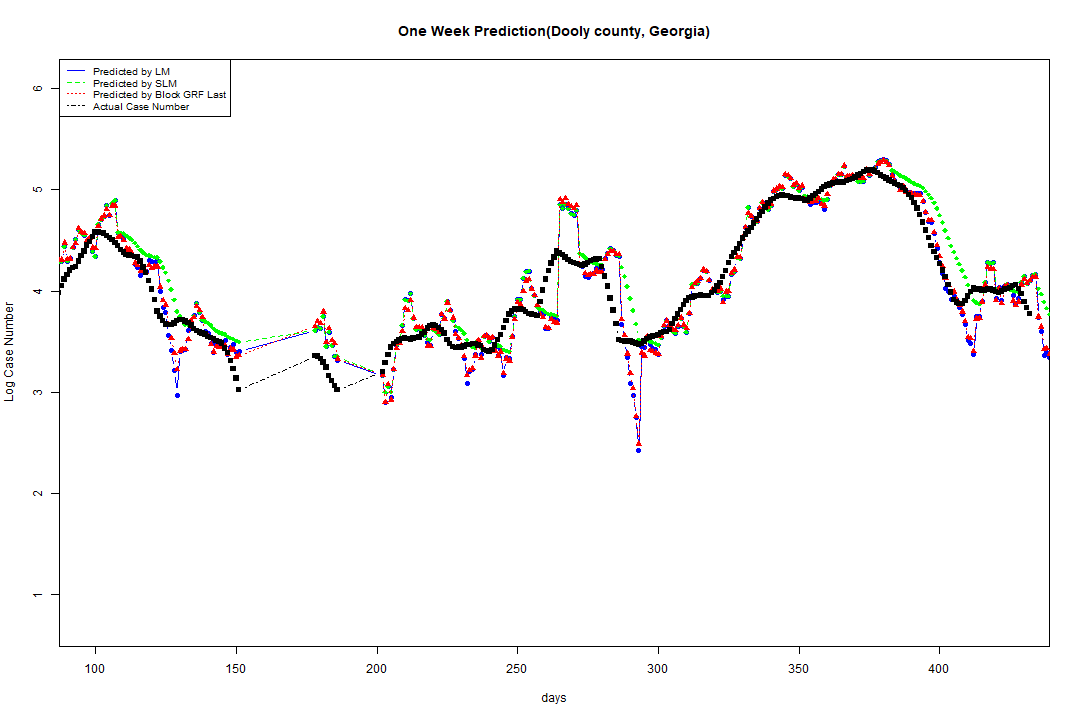 One Week Prediction(Dooly county, Georgia)
Predicted by LM
Predicted by SLM
Predicted by Block GRF Last
Actual Case Number
6
5
4
3
2
1
Log Case Number
100 150 200 250 300 350 400
days